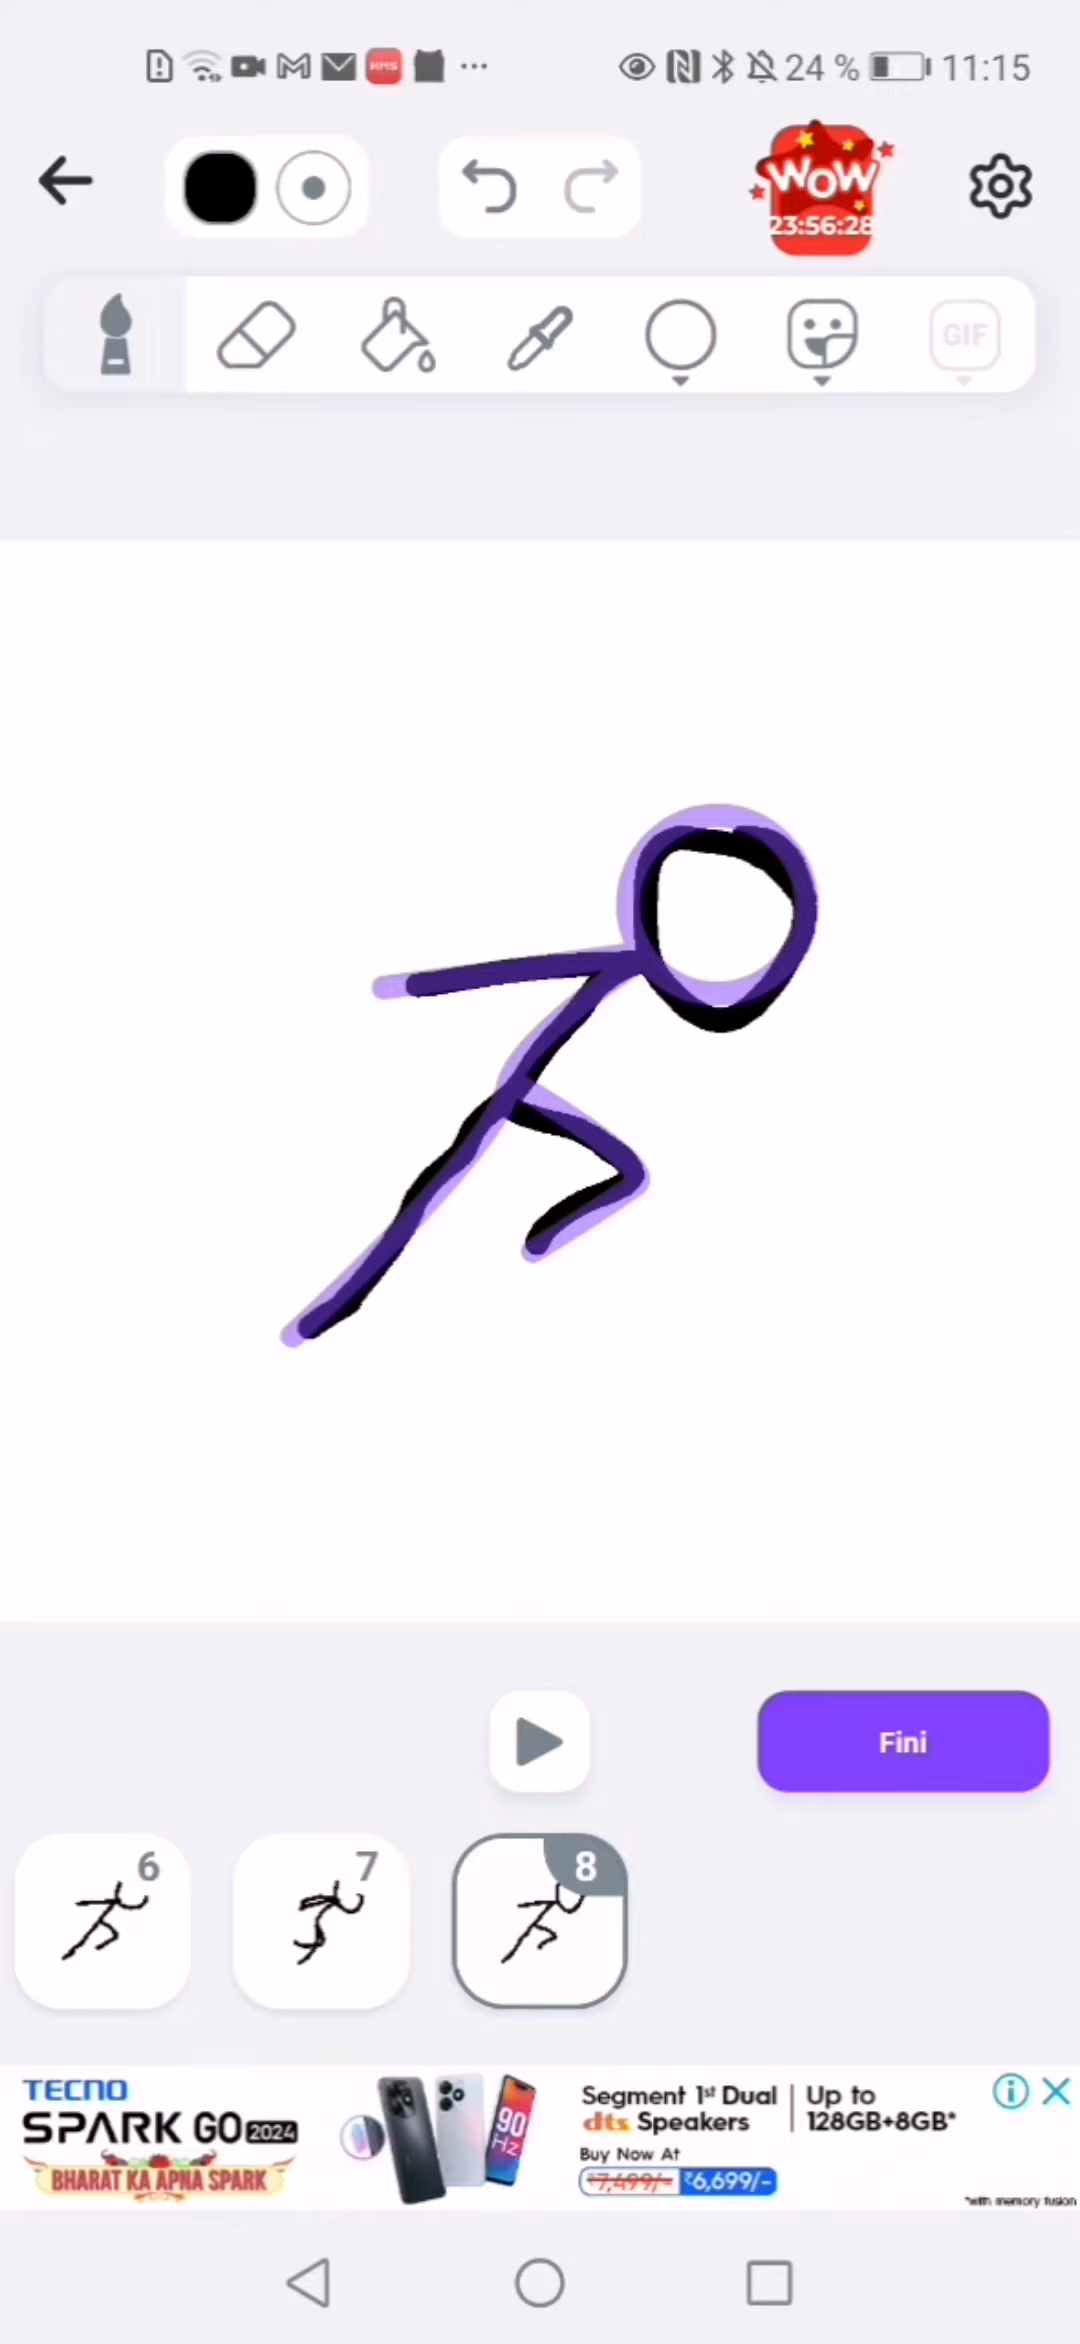 24 % 11:15
WOW
23:56:28
GIF
Fini
6 7 8
TECNO
SPARK GO 2024
BHARAT KA APNA SPARK
90
Hz
Segment 1st Dual
dts Speakers
Up to
128GB+8GB*
Buy Now At
₹7,499/- ₹6,699/-
*with memory fusion